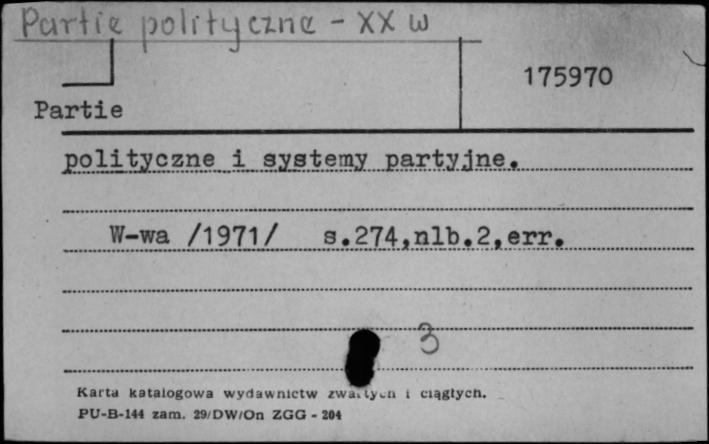 Partie polityczne - XX w
175970
Partie
polityczne i systemy partyjne.
W-wa /1971/ s.274,nlb.2,err.
3
Karta katalogowa wydawnictw zwartych i ciągłych.
PU-B-144 zam. 29/DW/On ZGG - 204